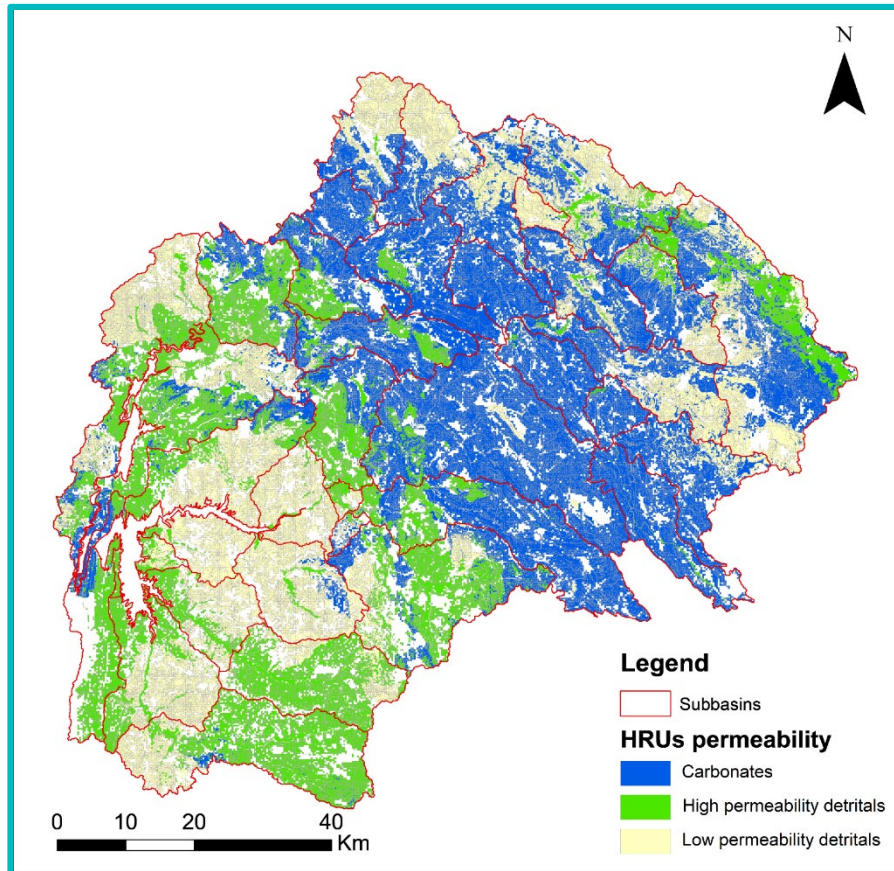 N
Legend
Subbasins
HRUs permeability
Carbonates
High permeability detritals
Low permeability detritals
0 10 20 40
Km